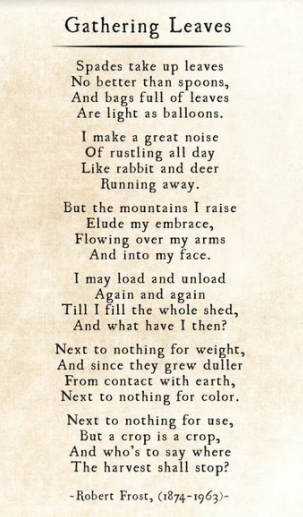 Gathering Leaves
Spades take up leaves
No better than spoons,
And bags full of leaves
Are light as balloons.
I make a great noise
Of rustling all day
Like rabbit and deer
Running away.
But the mountains I raise
Elude my embrace,
Flowing over my arms
And into my face.
I may load and unload
Again and again
Till I fill the whole shed,
And what have I then?
Next to nothing for weight,
And since they grew duller
From contact with earth,
Next to nothing for color.
Next to nothing for use,
But a crop is a crop,
And who's to say where
The harvest shall stop?
-Robert Frost, (1874-1963)-